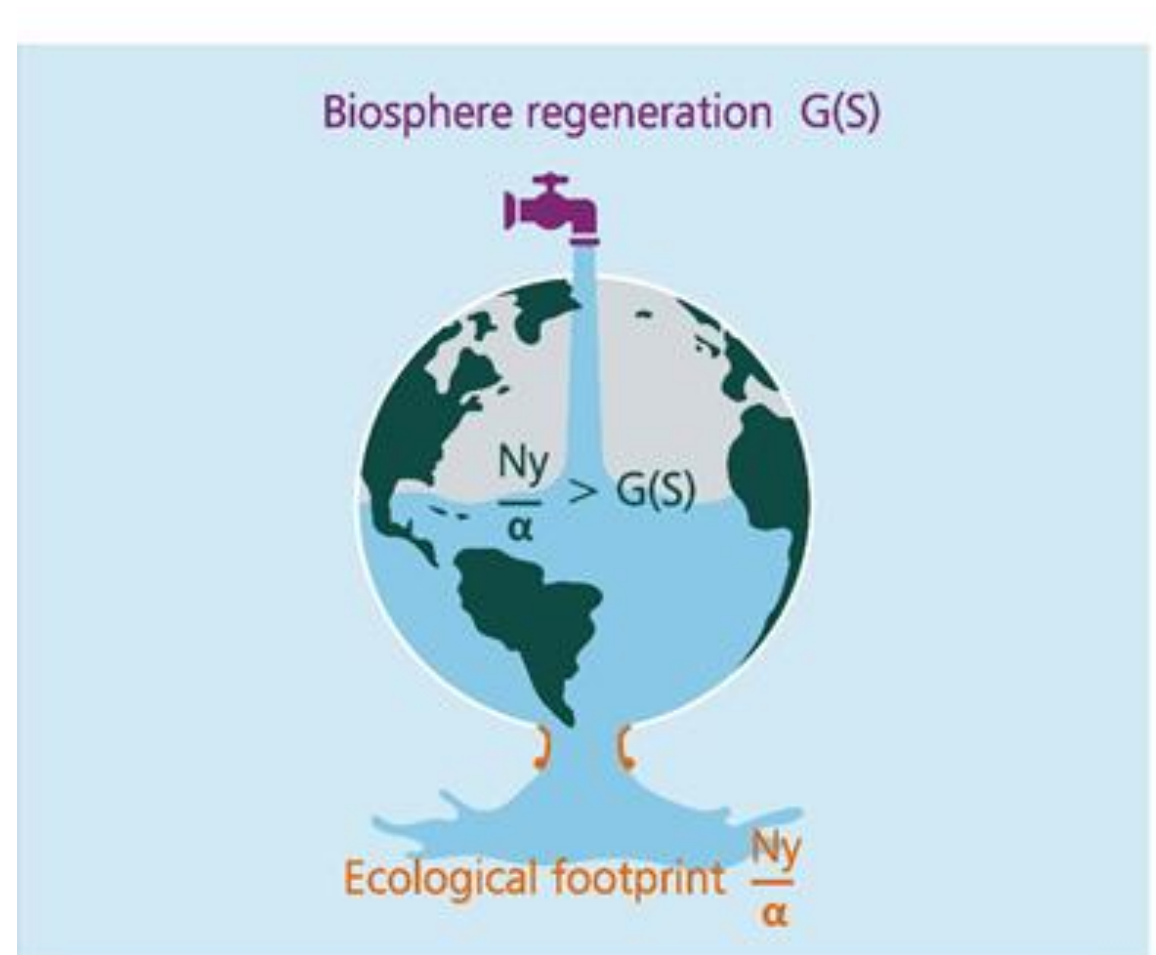 Biosphere regeneration G(S)
Ny
α > G(S)
Ecological footprint Ny
α